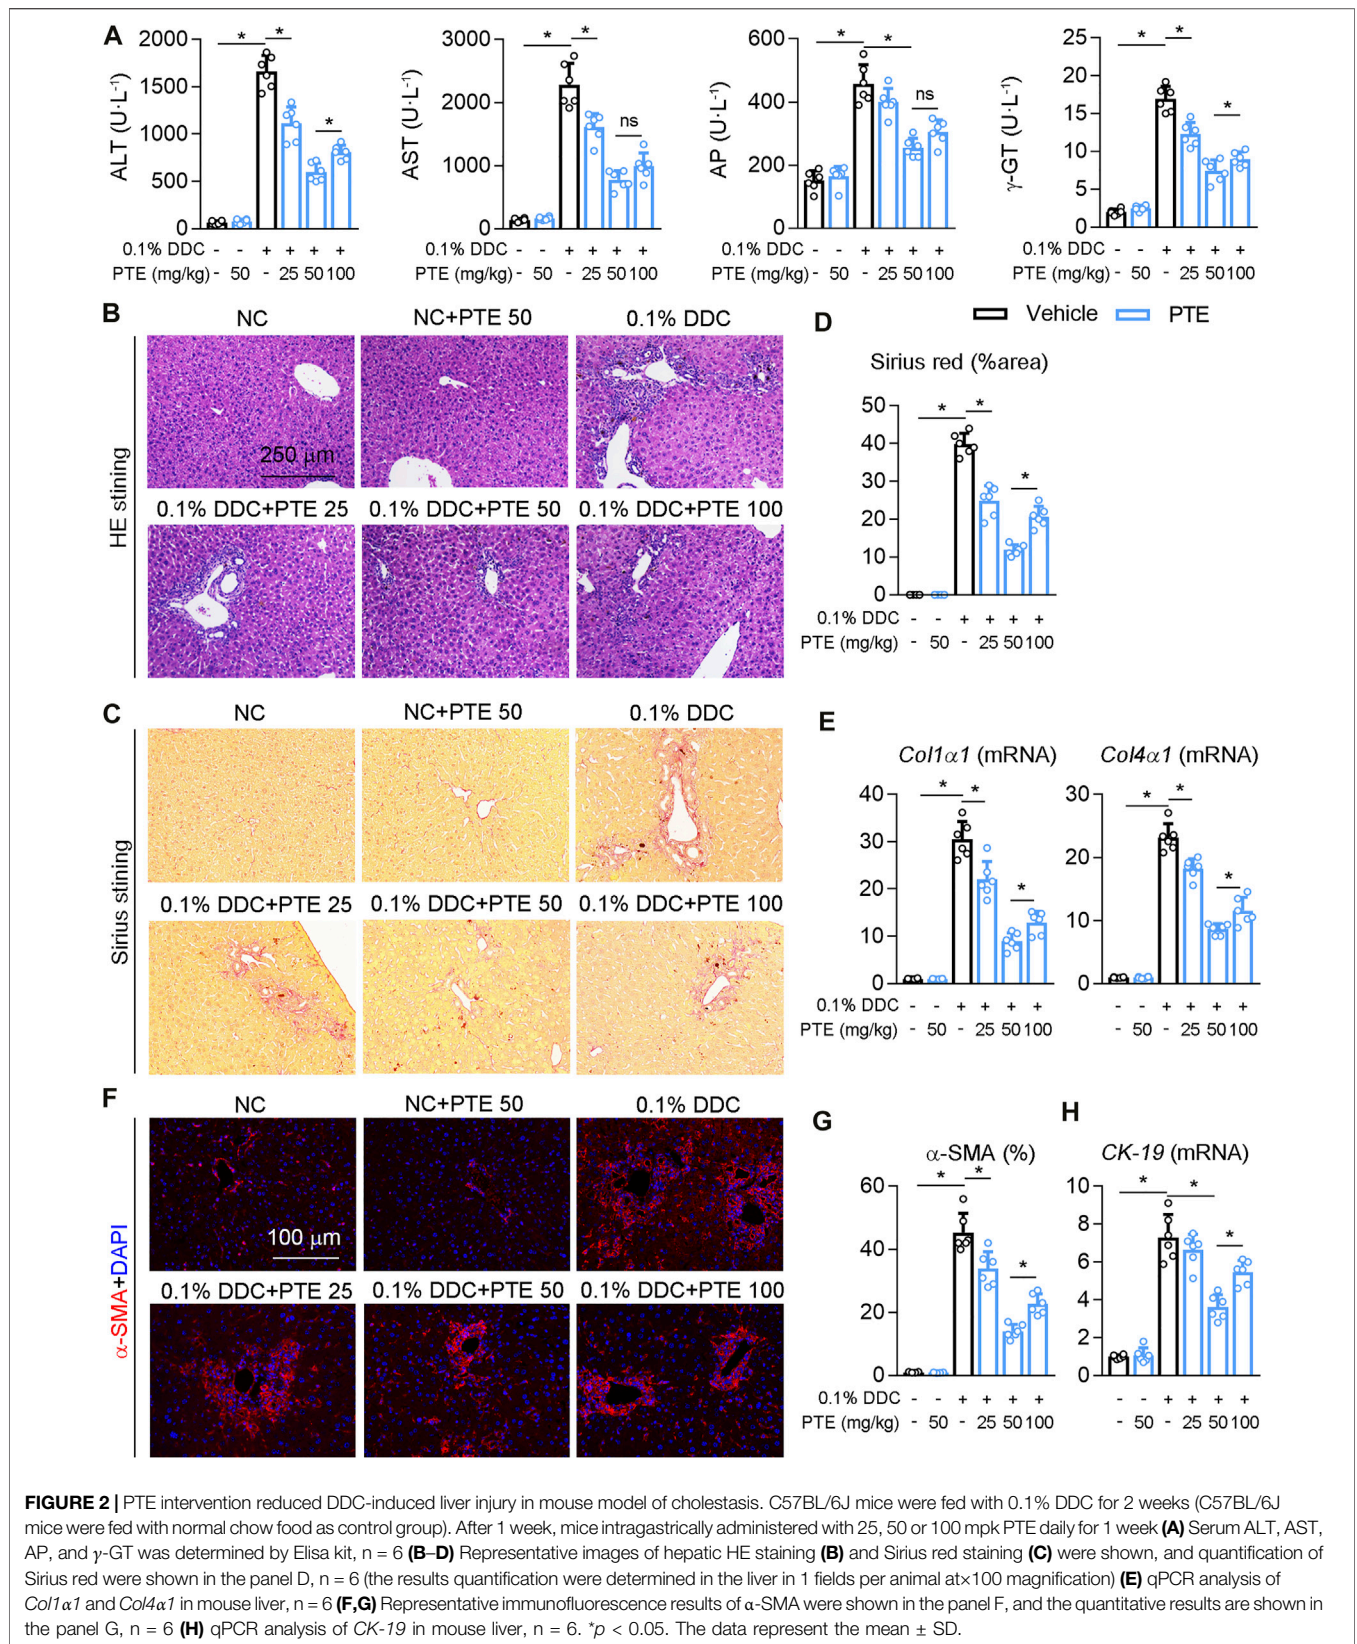 A
ALT (U·L-1)
2000
1500
1000
500
0
* * *
0.1% DDC - - + + + +
PTE (mg/kg) - 50 - 25 50 100
AST (U·L-1)
3000
2000
1000
0
* * ns
0.1% DDC - - + + + +
PTE (mg/kg) - 50 - 25 50 100
AP (U·L-1)
600
400
200
0
* * ns
0.1% DDC - - + + + +
PTE (mg/kg) - 50 - 25 50 100
γ-GT (U·L-1)
25
20
15
10
5
0
* * *
0.1% DDC - - + + + +
PTE (mg/kg) - 50 - 25 50 100
Vehicle PTE
B
HE stining
NC NC+PTE 50 0.1% DDC
250 μm
0.1% DDC+PTE 25 0.1% DDC+PTE 50 0.1% DDC+PTE 100
C
Sirius stining
NC NC+PTE 50 0.1% DDC
0.1% DDC+PTE 25 0.1% DDC+PTE 50 0.1% DDC+PTE 100
D
Sirius red (%area)
50
40
30
20
10
0
* * *
0.1% DDC - - + + + +
PTE (mg/kg) - 50 - 25 50 100
E
Col1α1 (mRNA)
40
30
20
10
0
* * *
0.1% DDC - - + + + +
PTE (mg/kg) - 50 - 25 50 100
Col4α1 (mRNA)
30
20
10
0
* * *
- - + + + +
- 50 - 25 50 100
F
α-SMA+DAPI
NC NC+PTE 50 0.1% DDC
100 μm
0.1% DDC+PTE 25 0.1% DDC+PTE 50 0.1% DDC+PTE 100
G
α-SMA (%)
60
40
20
0
* * *
0.1% DDC - - + + + +
PTE (mg/kg) - 50 - 25 50 100
H
CK-19 (mRNA)
10
8
6
4
2
0
* * *
- - + + + +
- 50 - 25 50 100
FIGURE 2 | PTE intervention reduced DDC-induced liver injury in mouse model of cholestasis. C57BL/6J mice were fed with 0.1% DDC for 2 weeks (C57BL/6J
mice were fed with normal chow food as control group). After 1 week, mice intragastrically administered with 25, 50 or 100 mpk PTE daily for 1 week (A) Serum ALT, AST,
AP, and γ-GT was determined by Elisa kit, n = 6 (B–D) Representative images of hepatic HE staining (B) and Sirius red staining (C) were shown, and quantification of
Sirius red were shown in the panel D, n = 6 (the results quantification were determined in the liver in 1 fields per animal at×100 magnification) (E) qPCR analysis of
Col1α1 and Col4α1 in mouse liver, n = 6 (F,G) Representative immunofluorescence results of α-SMA were shown in the panel F, and the quantitative results are shown in
the panel G, n = 6 (H) qPCR analysis of CK-19 in mouse liver, n = 6. *p < 0.05. The data represent the mean ± SD.